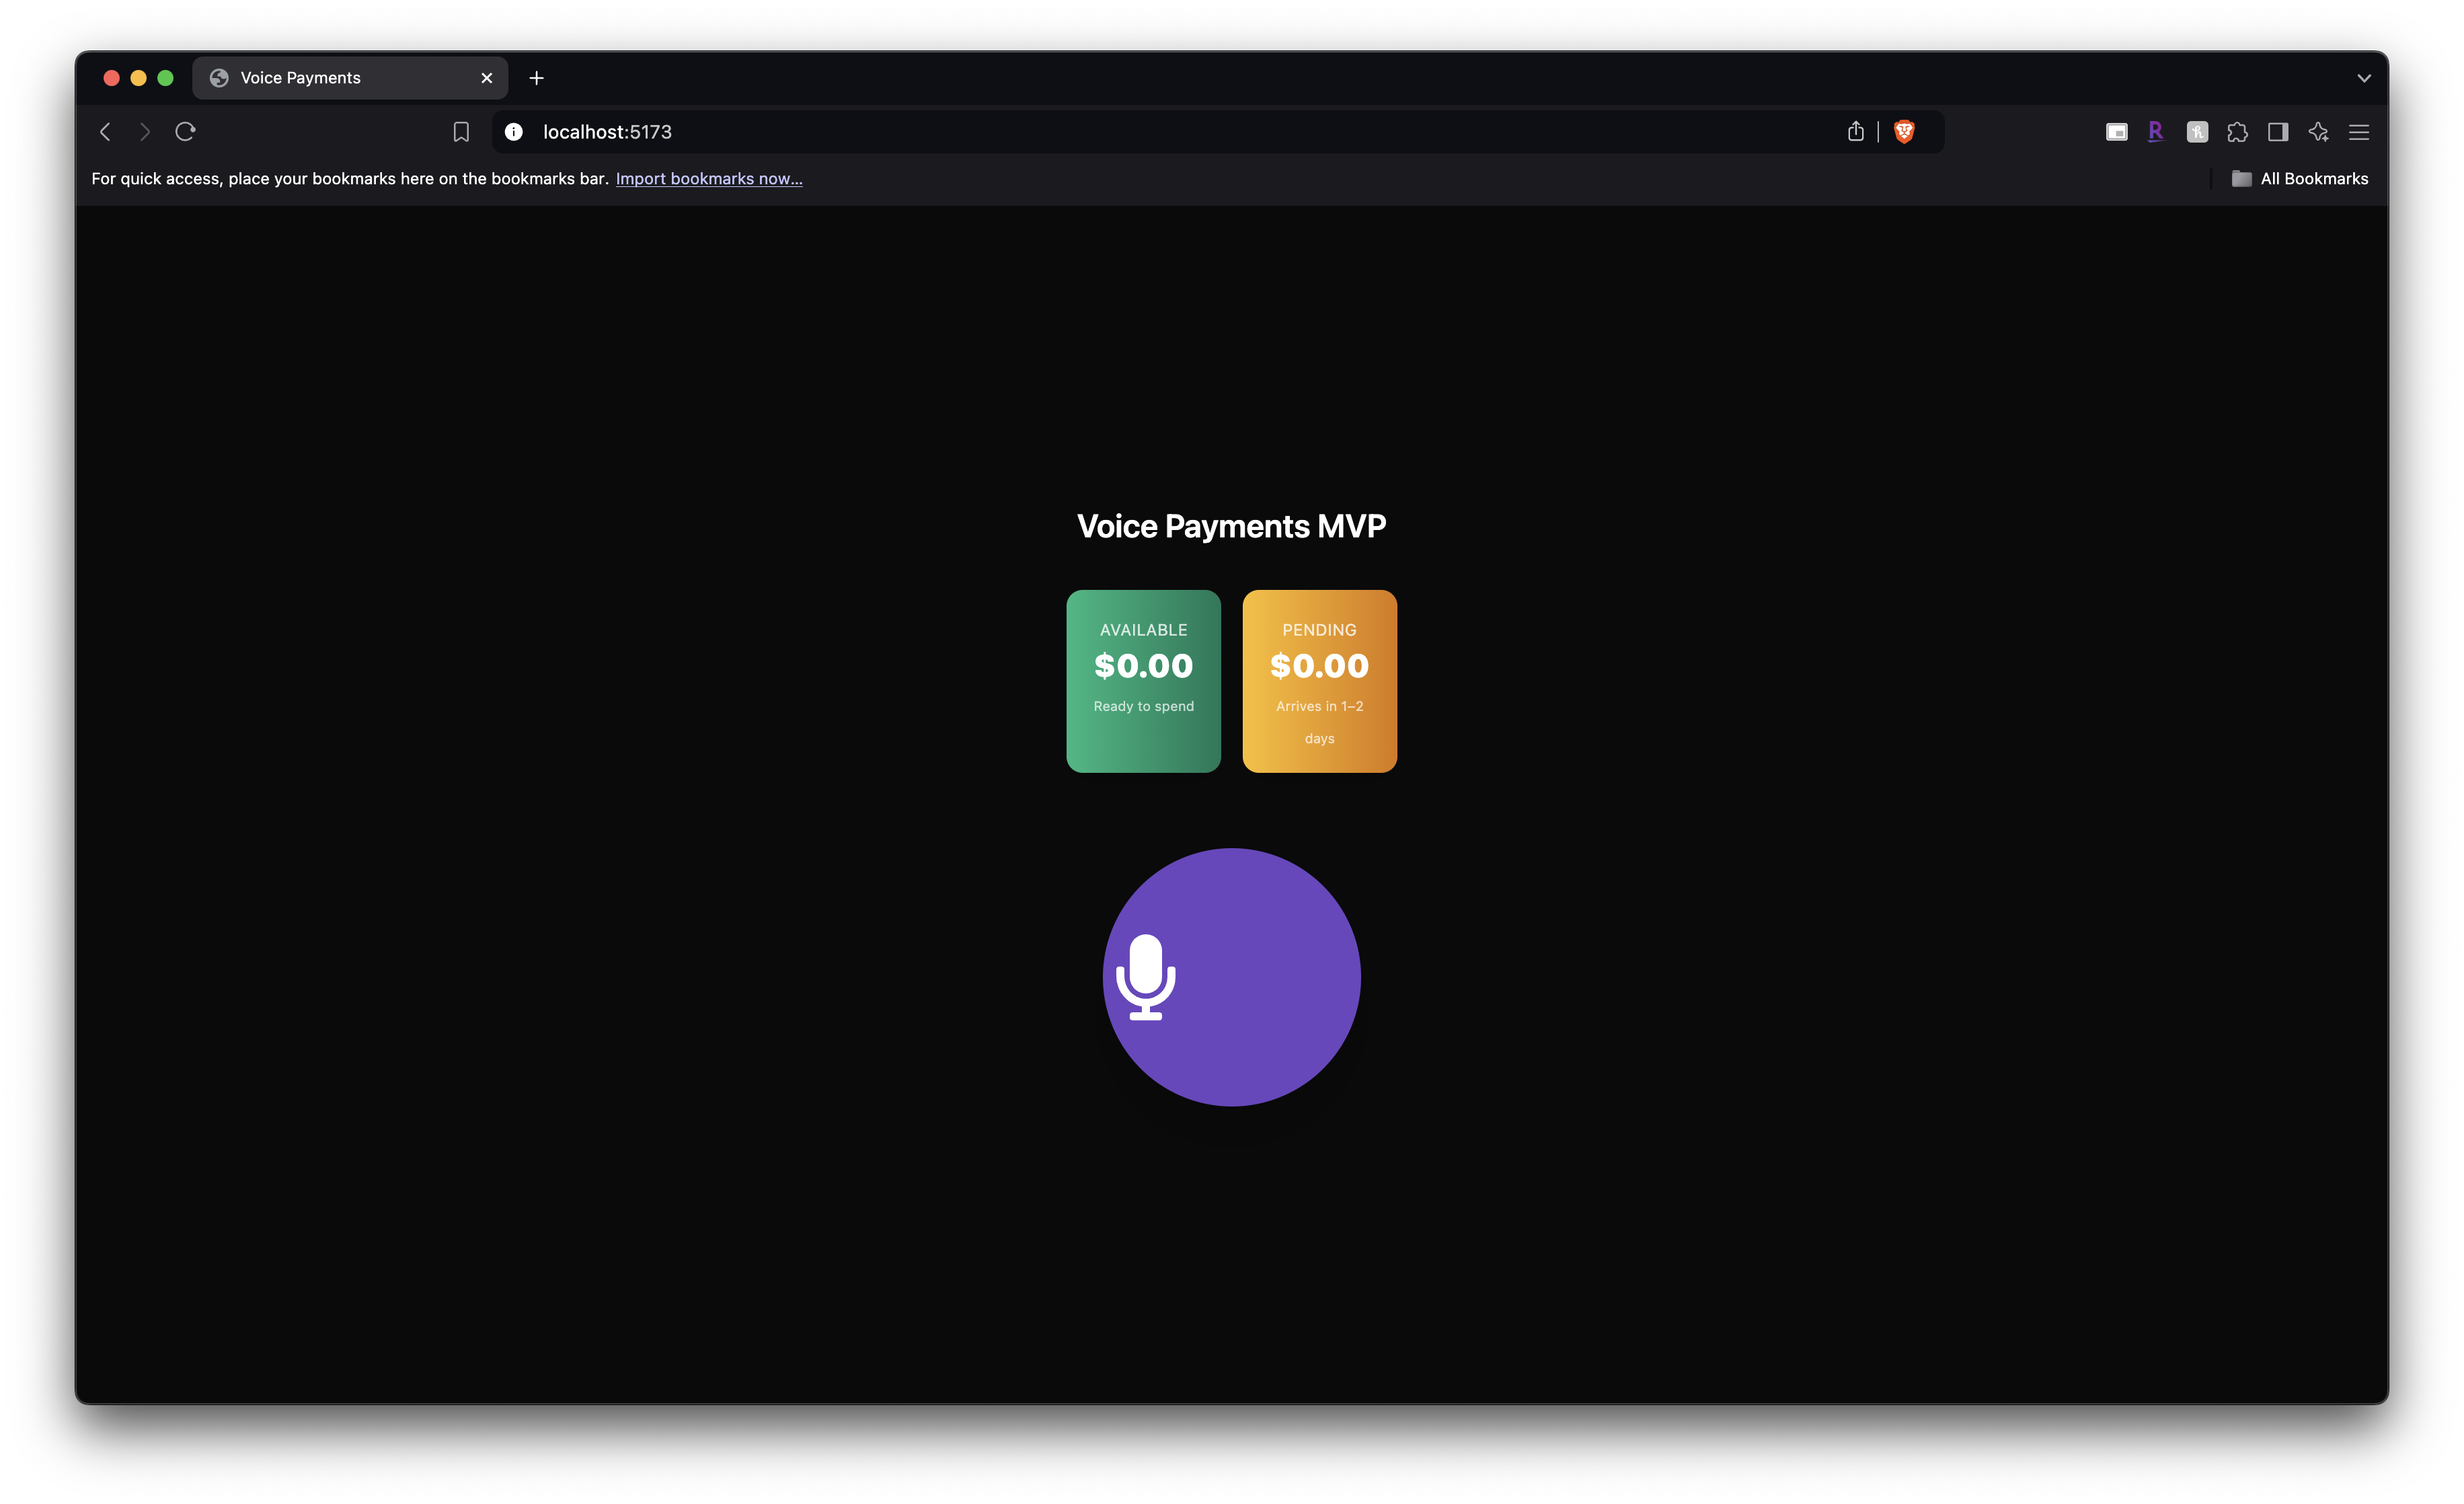 Voice Payments
localhost:5173
R
For quick access, place your bookmarks here on the bookmarks bar. Import bookmarks now...
All Bookmarks
Voice Payments MVP
AVAILABLE
$0.00
Ready to spend
PENDING
$0.00
Arrives in 1–2
days